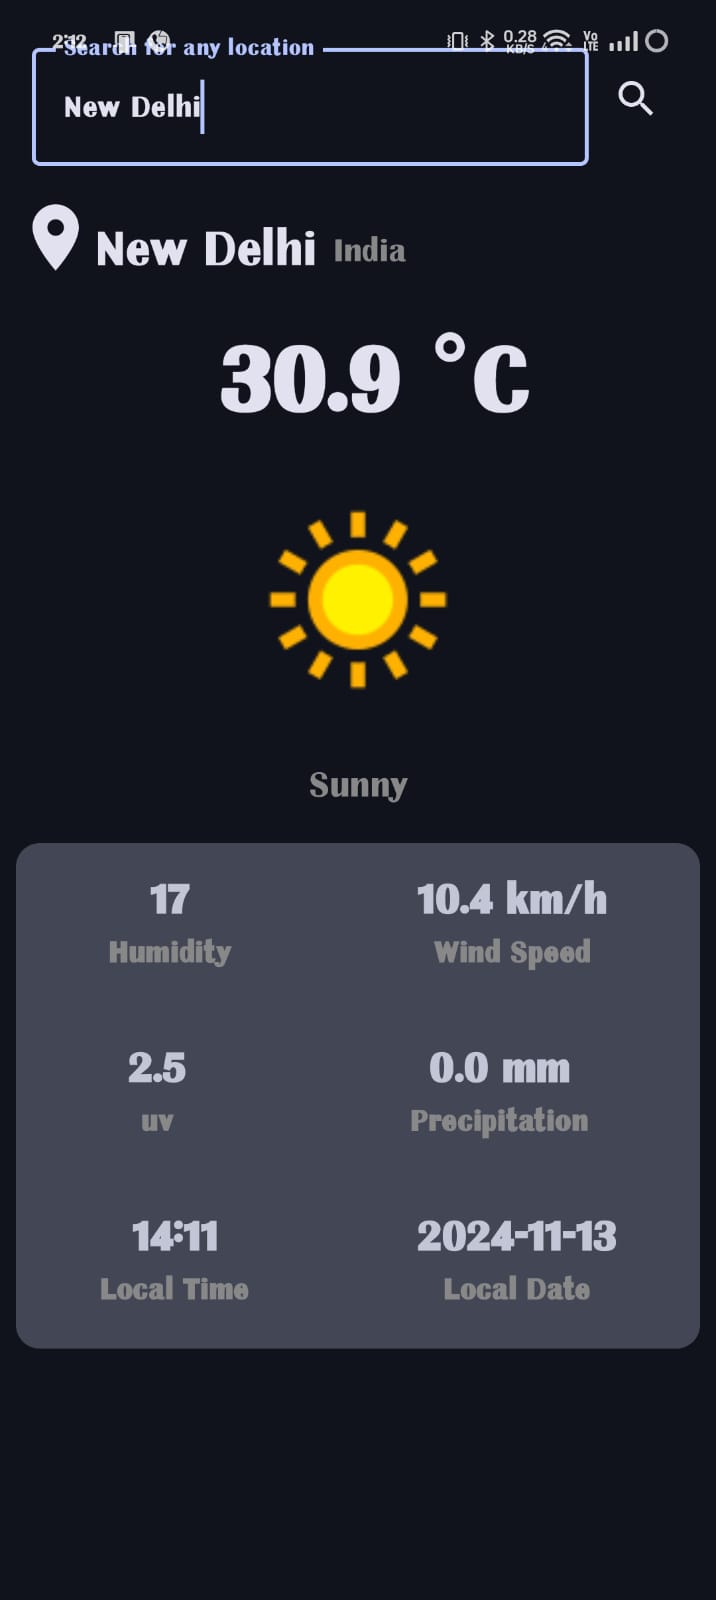 2:12
0.28 KB/S
Vo LTE
Search for any location
New Delhi
New Delhi India
30.9 °C
Sunny
17
10.4 km/h
Humidity
Wind Speed
2.5
0.0 mm
uv
Precipitation
14:11
2024-11-13
Local Time
Local Date